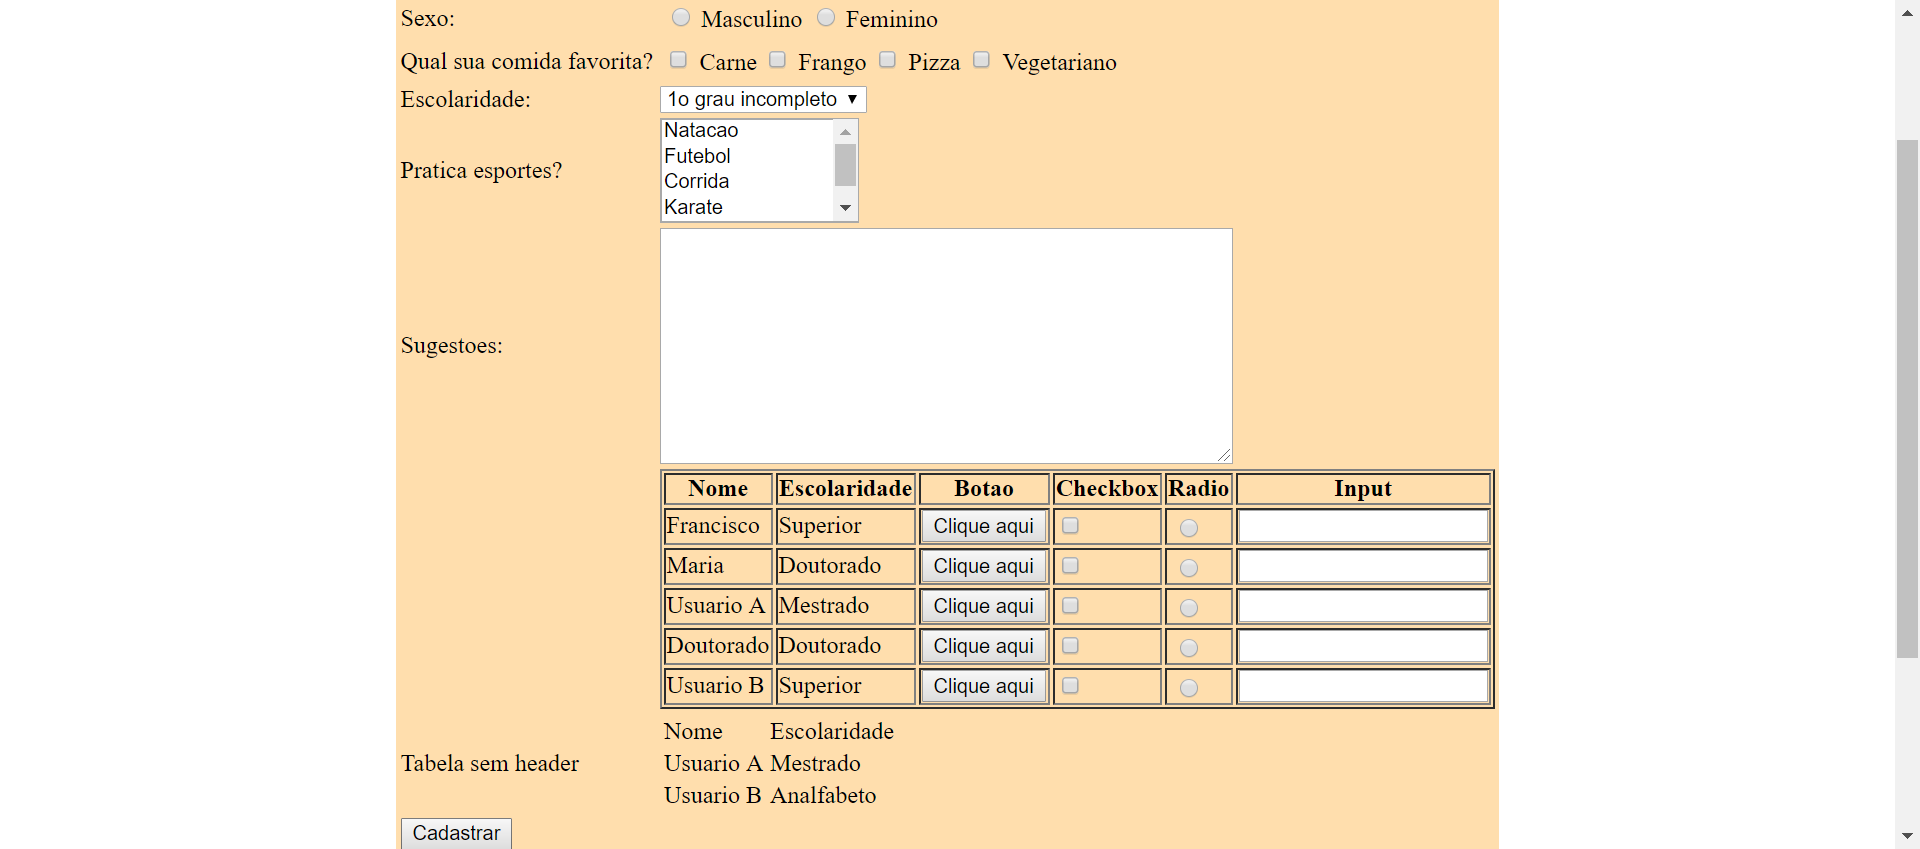 Sexo: Masculino Feminino
Qual sua comida favorita? Carne Frango Pizza Vegetariano
Escolaridade: 1o grau incompleto
Pratica esportes?
Natacao
Futebol
Corrida
Karate
Sugestoes:
Nome Escolaridade Botao Checkbox Radio Input
Francisco Superior Clique aqui
Maria Doutorado Clique aqui
Usuario A Mestrado Clique aqui
Doutorado Doutorado Clique aqui
Usuario B Superior Clique aqui
Tabela sem header
Nome Escolaridade
Usuario A Mestrado
Usuario B Analfabeto
Cadastrar